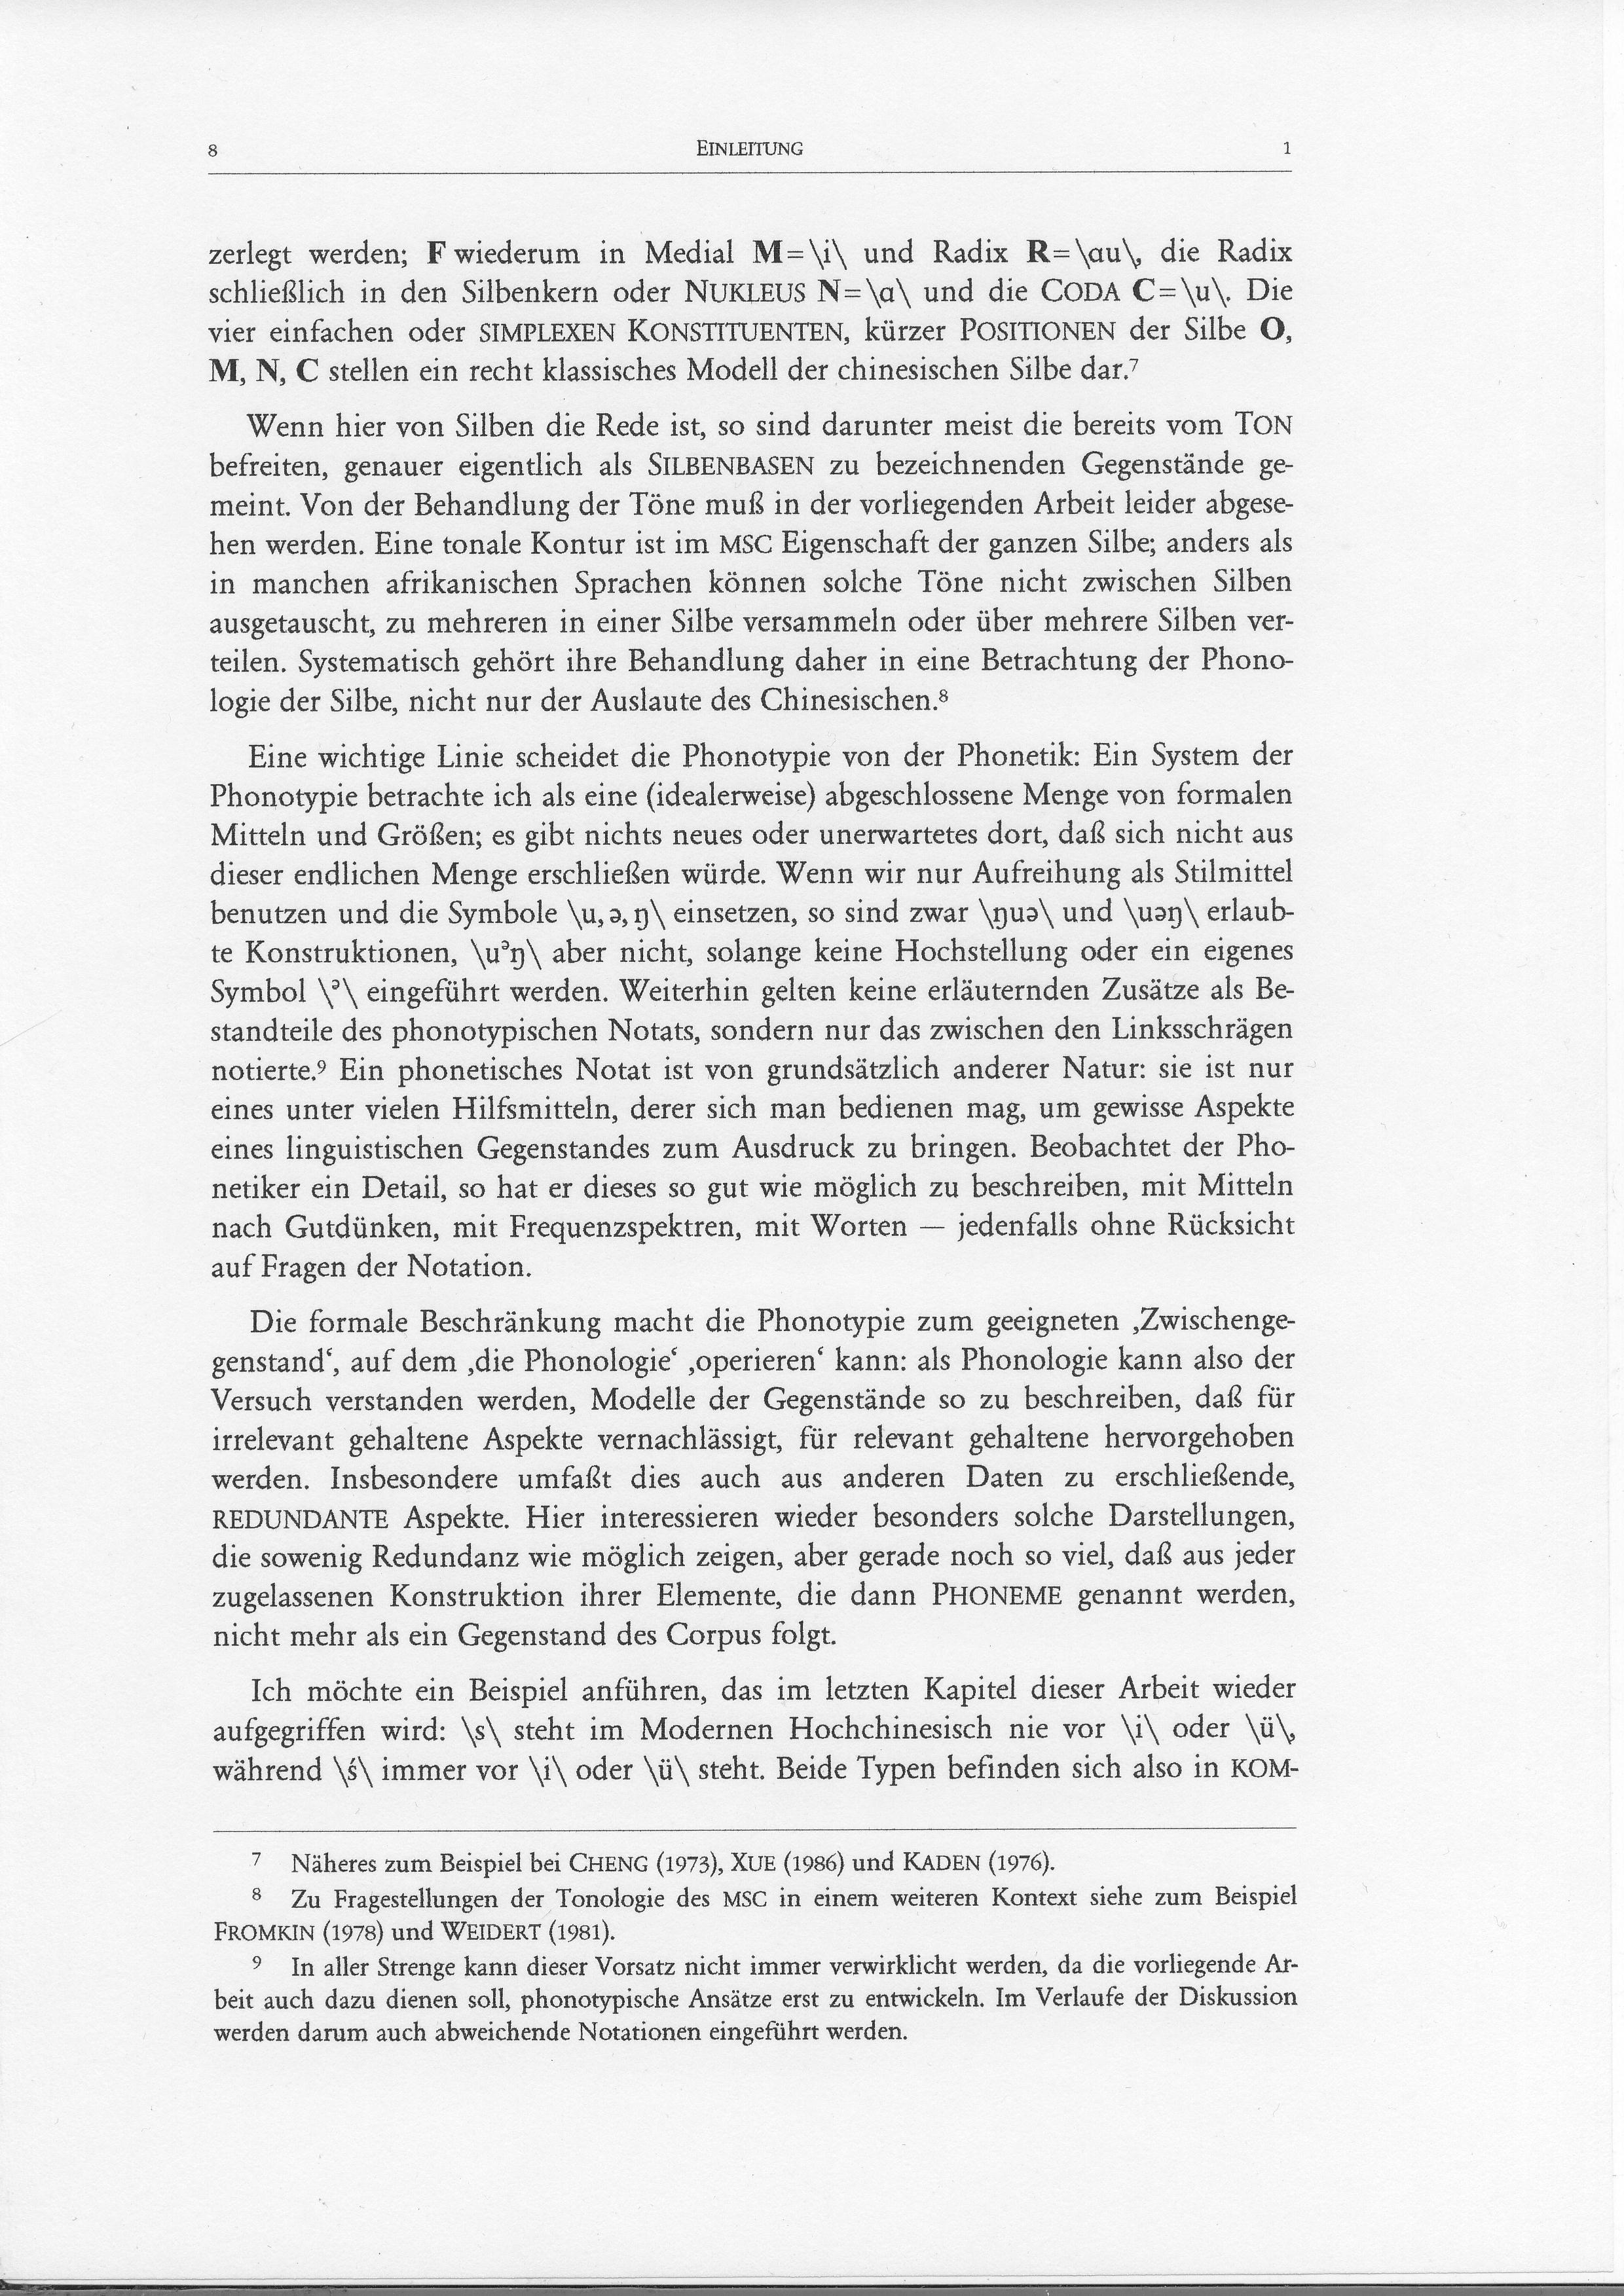 8 EINLEITUNG 1
zerlegt werden; F wiederum in Medial M=\i\ und Radix R=\ɑu\, die Radix
schließlich in den Silbenkern oder NUKLEUS N=\ɑ\ und die CODA C=\u\. Die
vier einfachen oder SIMPLEXEN KONSTITUENTEN, kürzer POSITIONEN der Silbe O,
M, N, C stellen ein recht klassisches Modell der chinesischen Silbe dar.⁷
Wenn hier von Silben die Rede ist, so sind darunter meist die bereits vom TON
befreiten, genauer eigentlich als SILBENBASEN zu bezeichnenden Gegenstände ge-
meint. Von der Behandlung der Töne muß in der vorliegenden Arbeit leider abgese-
hen werden. Eine tonale Kontur ist im MSC Eigenschaft der ganzen Silbe; anders als
in manchen afrikanischen Sprachen können solche Töne nicht zwischen Silben
ausgetauscht, zu mehreren in einer Silbe versammeln oder über mehrere Silben ver-
teilen. Systematisch gehört ihre Behandlung daher in eine Betrachtung der Phono-
logie der Silbe, nicht nur der Auslaute des Chinesischen.⁸
Eine wichtige Linie scheidet die Phonotypie von der Phonetik: Ein System der
Phonotypie betrachte ich als eine (idealerweise) abgeschlossene Menge von formalen
Mitteln und Größen; es gibt nichts neues oder unerwartetes dort, daß sich nicht aus
dieser endlichen Menge erschließen würde. Wenn wir nur Aufreihung als Stilmittel
benutzen und die Symbole \u, ə, ŋ\ einsetzen, so sind zwar \ŋuə\ und \uəŋ\ erlaub-
te Konstruktionen, \uᵊŋ\ aber nicht, solange keine Hochstellung oder ein eigenes
Symbol \ᵊ\ eingeführt werden. Weiterhin gelten keine erläuternden Zusätze als Be-
standteile des phonotypischen Notats, sondern nur das zwischen den Linksschrägen
notierte.⁹ Ein phonetisches Notat ist von grundsätzlich anderer Natur: sie ist nur
eines unter vielen Hilfsmitteln, derer sich man bedienen mag, um gewisse Aspekte
eines linguistischen Gegenstandes zum Ausdruck zu bringen. Beobachtet der Pho-
netiker ein Detail, so hat er dieses so gut wie möglich zu beschreiben, mit Mitteln
nach Gutdünken, mit Frequenzspektren, mit Worten — jedenfalls ohne Rücksicht
auf Fragen der Notation.
Die formale Beschränkung macht die Phonotypie zum geeigneten ‚Zwischenge-
genstand‘, auf dem ‚die Phonologie‘ ‚operieren‘ kann: als Phonologie kann also der
Versuch verstanden werden, Modelle der Gegenstände so zu beschreiben, daß für
irrelevant gehaltene Aspekte vernachlässigt, für relevant gehaltene hervorgehoben
werden. Insbesondere umfaßt dies auch aus anderen Daten zu erschließende,
REDUNDANTE Aspekte. Hier interessieren wieder besonders solche Darstellungen,
die sowenig Redundanz wie möglich zeigen, aber gerade noch so viel, daß aus jeder
zugelassenen Konstruktion ihrer Elemente, die dann PHONEME genannt werden,
nicht mehr als ein Gegenstand des Corpus folgt.
Ich möchte ein Beispiel anführen, das im letzten Kapitel dieser Arbeit wieder
aufgegriffen wird: \s\ steht im Modernen Hochchinesisch nie vor \i\ oder \ü\,
während \ś\ immer vor \i\ oder \ü\ steht. Beide Typen befinden sich also in KOM-
7 Näheres zum Beispiel bei CHENG (1973), XUE (1986) und KADEN (1976).
8 Zu Fragestellungen der Tonologie des MSC in einem weiteren Kontext siehe zum Beispiel
FROMKIN (1978) und WEIDERT (1981).
9 In aller Strenge kann dieser Vorsatz nicht immer verwirklicht werden, da die vorliegende Ar-
beit auch dazu dienen soll, phonotypische Ansätze erst zu entwickeln. Im Verlaufe der Diskussion
werden darum auch abweichende Notationen eingeführt werden.